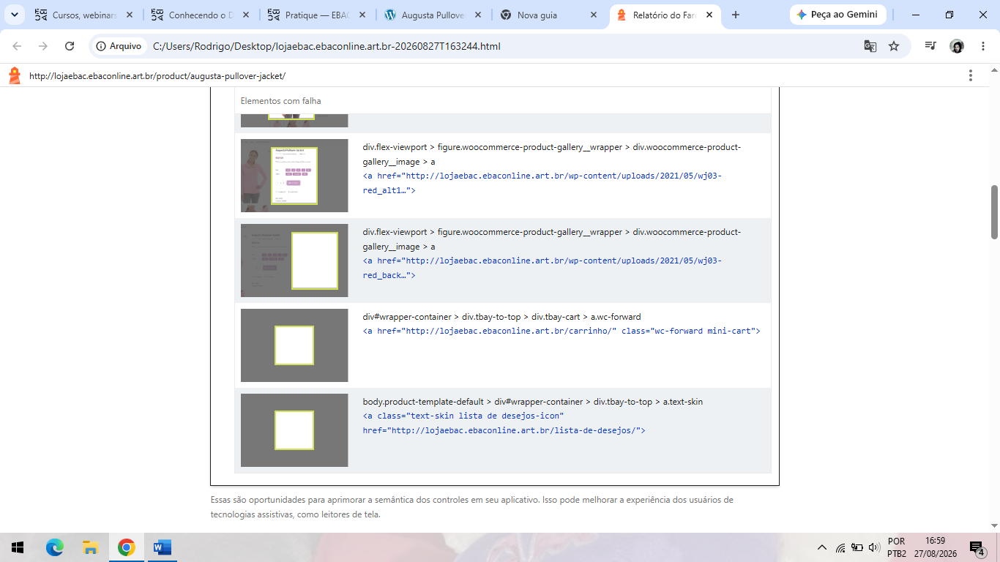 Cursos, webinars
Conhecendo o D
Pratique — EBAC
Augusta Pullover
Nova guia
Relatório do Far
Peça ao Gemini
Arquivo
C:/Users/Rodrigo/Desktop/lojaebac.ebaconline.art.br-20260827T163244.html
http://lojaebac.ebaconline.art.br/product/augusta-pullover-jacket/
Elementos com falha
div.flex-viewport > figure.woocommerce-product-gallery__wrapper > div.woocommerce-product-
gallery__image > a
<a href="http://lojaebac.ebaconline.art.br/wp-content/uploads/2021/05/wj03-
red_alt1…">
div.flex-viewport > figure.woocommerce-product-gallery__wrapper > div.woocommerce-product-
gallery__image > a
<a href="http://lojaebac.ebaconline.art.br/wp-content/uploads/2021/05/wj03-
red_back…">
div#wrapper-container > div.tbay-to-top > div.tbay-cart > a.wc-forward
<a href="http://lojaebac.ebaconline.art.br/carrinho/" class="wc-forward mini-cart">
body.product-template-default > div#wrapper-container > div.tbay-to-top > a.text-skin
<a class="text-skin lista de desejos-icon"
href="http://lojaebac.ebaconline.art.br/lista-de-desejos/">
Essas são oportunidades para aprimorar a semântica dos controles em seu aplicativo. Isso pode melhorar a experiência dos usuários de
tecnologias assistivas, como leitores de tela.
POR
PTB2
16:59
27/08/2026
4